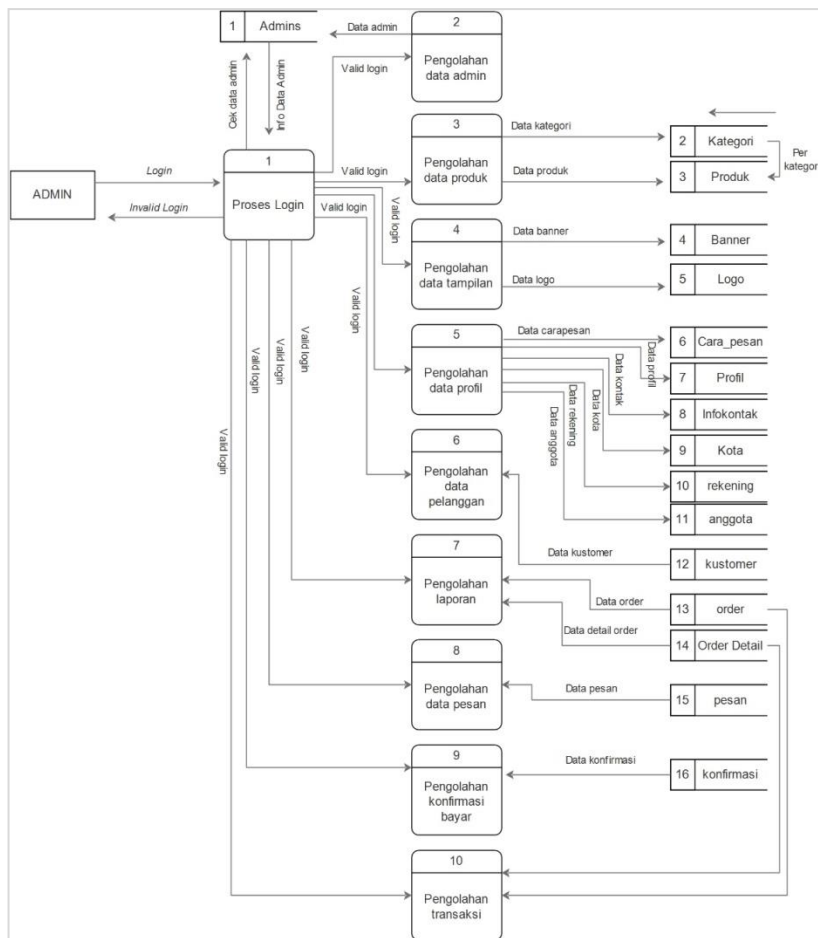 1 Admins
Data admin
2
Pengolahan
data admin
Valid login
Cek data admin
Info Data Admin
3
Pengolahan
data produk
Data kategori
Data produk
2 Kategori
3 Produk
Per
kategori
ADMIN
Login
Invalid Login
1
Proses Login
Valid login
Valid login
Valid login
4
Pengolahan
data tampilan
Data banner
Data logo
4 Banner
5 Logo
5
Pengolahan
data profil
Data carapesan
Data profil
Data kontak
Data kota
Data rekening
Data anggota
6 Cara_pesan
7 Profil
8 Infokontak
9 Kota
10 rekening
11 anggota
Valid login
Valid login
Valid login
Valid login
6
Pengolahan
data
pelanggan
Data kustomer
12 kustomer
7
Pengolahan
laporan
Data order
Data detail order
13 order
14 Order Detail
8
Pengolahan
data pesan
Data pesan
15 pesan
9
Pengolahan
konfirmasi
bayar
Data konfirmasi
16 konfirmasi
10
Pengolahan
transaksi